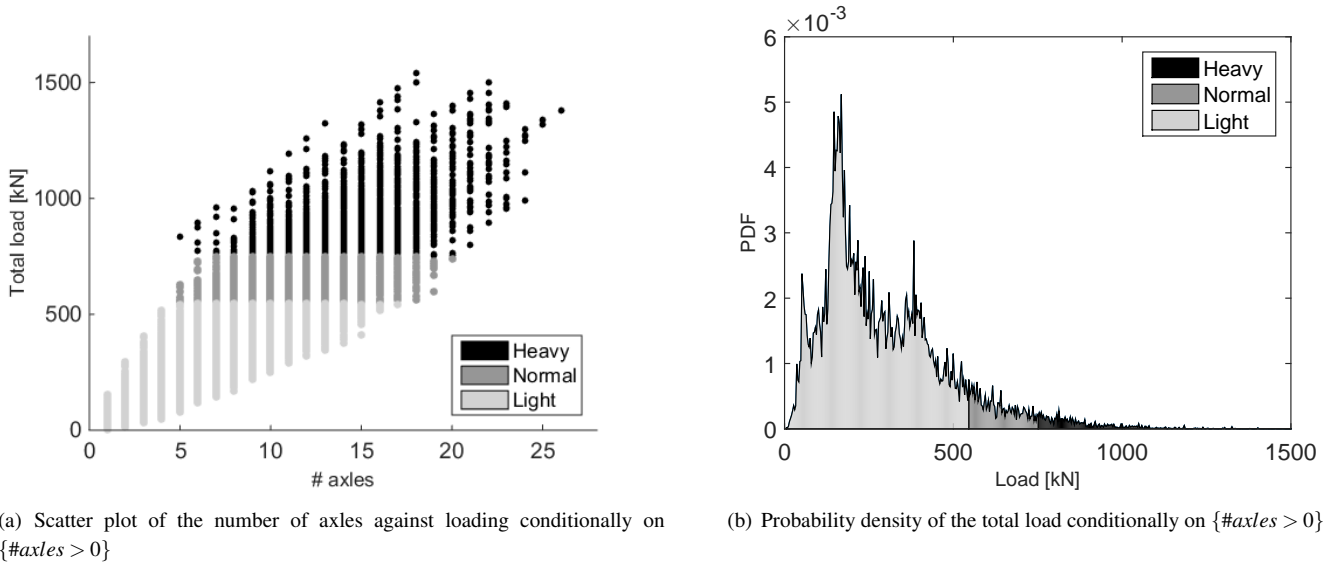 1500
1000
500
0
Total load [kN]
0 5 10 15 20 25
# axles
Heavy
Normal
Light
(a) Scatter plot of the number of axles against loading conditionally on
{#axles > 0}
×10-3
6
5
4
3
2
1
0
PDF
0 500 1000 1500
Load [kN]
Heavy
Normal
Light
(b) Probability density of the total load conditionally on {#axles > 0}